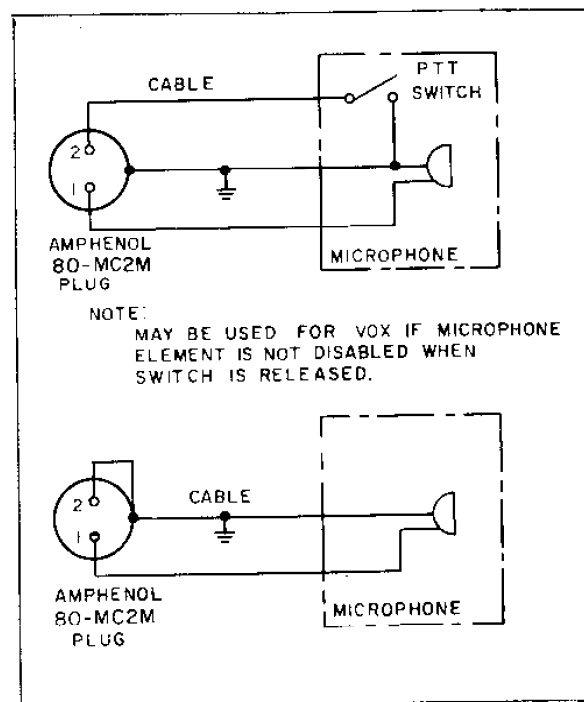 PTT
CABLE
SWITCH
2
1
AMPHENOL
80-MC2M
PLUG
MICROPHONE
NOTE:
MAY BE USED FOR VOX IF MICROPHONE
ELEMENT IS NOT DISABLED WHEN
SWITCH IS RELEASED.
CABLE
2
1
AMPHENOL
80-MC2M
PLUG
MICROPHONE